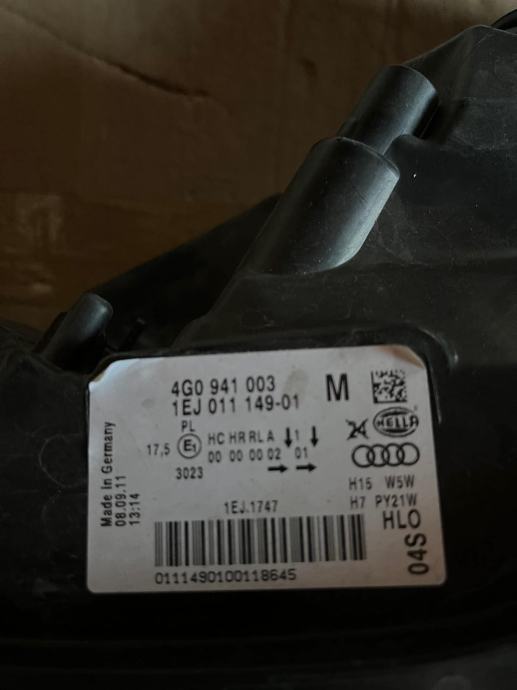 4G0 941 003
1EJ 011 149-01
M
PL
17,5 E1 HC HR RL A 1
00 00 00 02 01
3023
HELLA
H15 W5W
H7 PY21W
HLO
04S
1EJ.1747
Made in Germany
08.09.11
13:14
0111490100118645